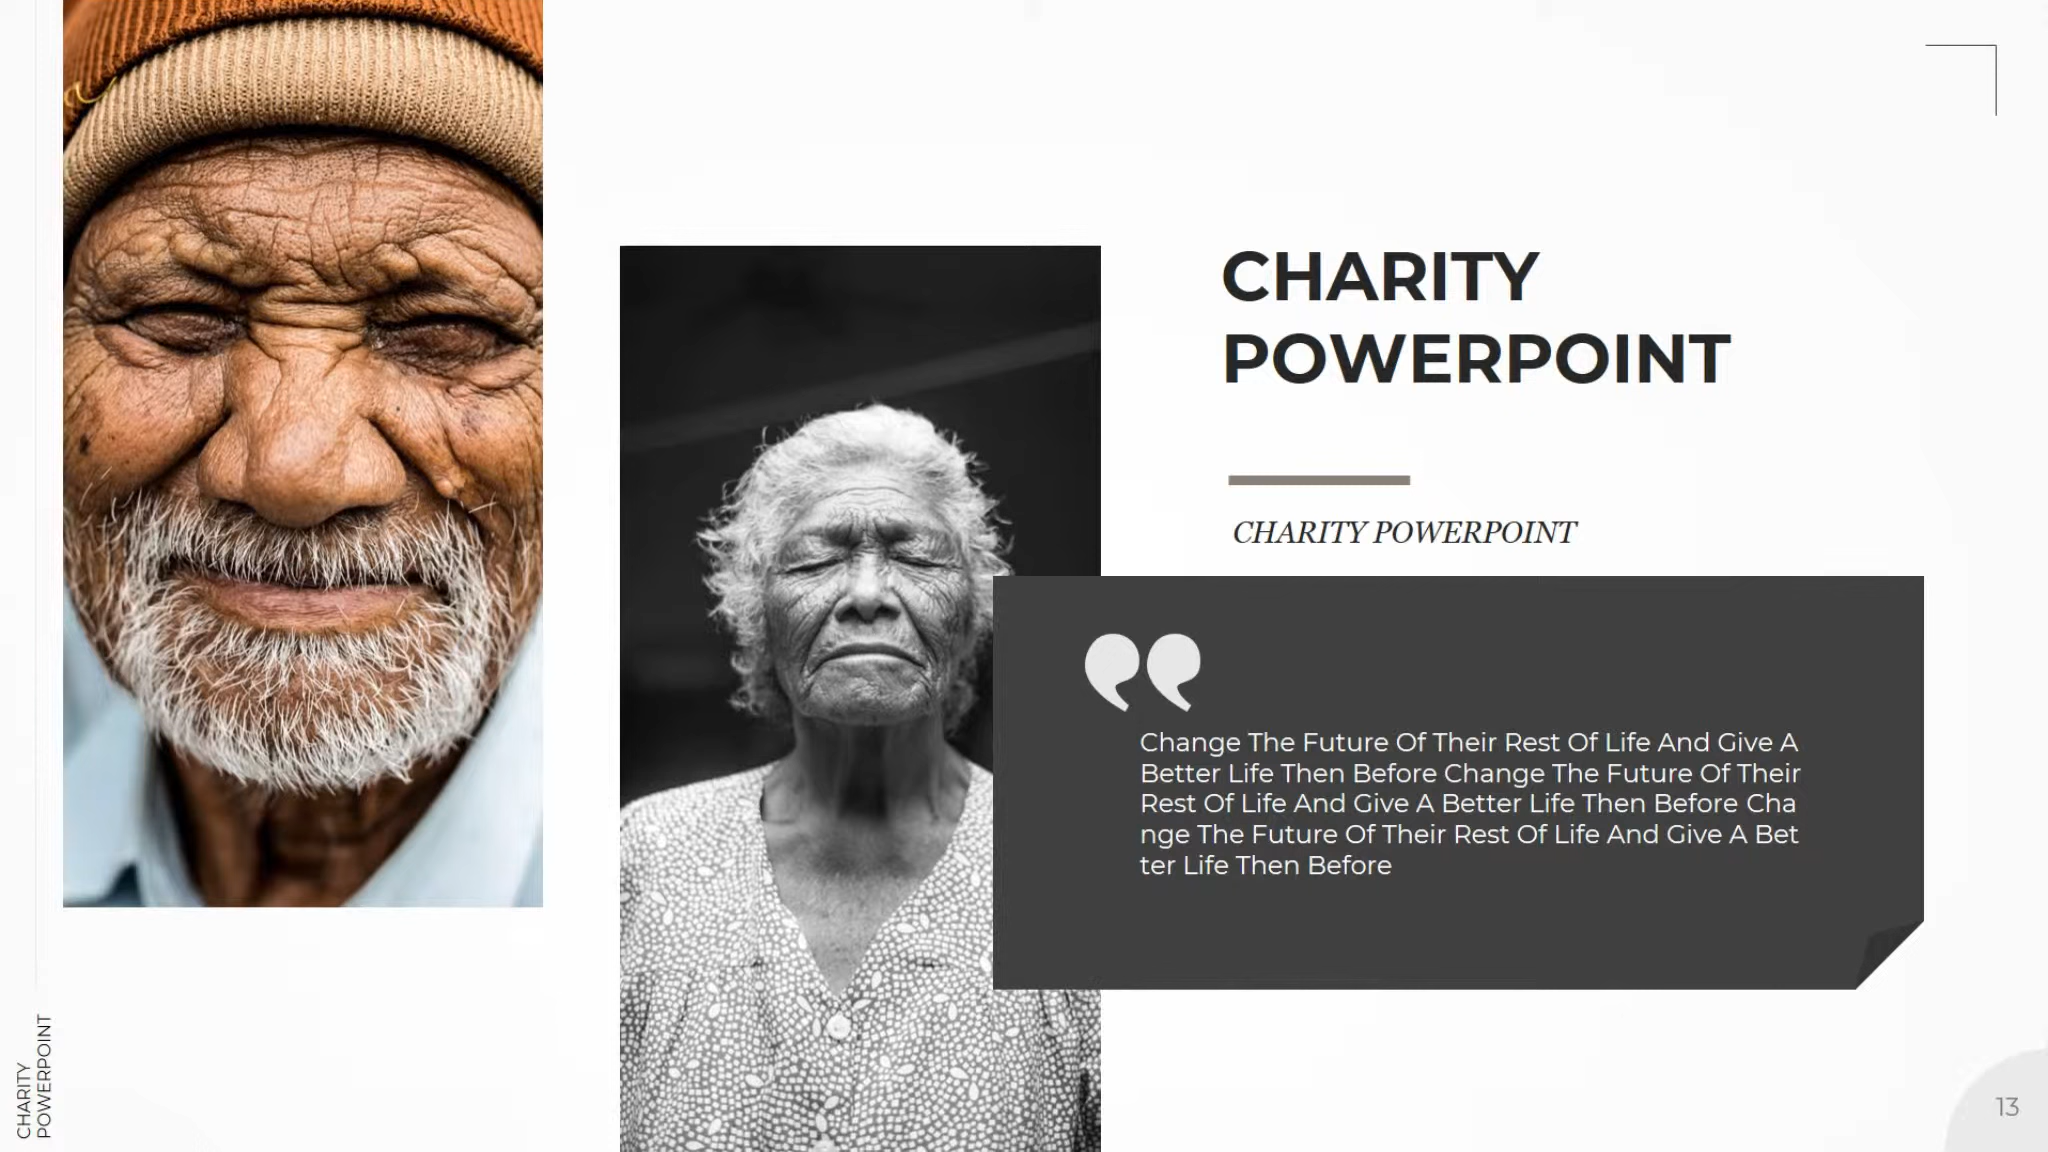 CHARITY
POWERPOINT
CHARITY POWERPOINT
Change The Future Of Their Rest Of Life And Give A
Better Life Then Before Change The Future Of Their
Rest Of Life And Give A Better Life Then Before Cha
nge The Future Of Their Rest Of Life And Give A Bet
ter Life Then Before
CHARITY
POWERPOINT
13